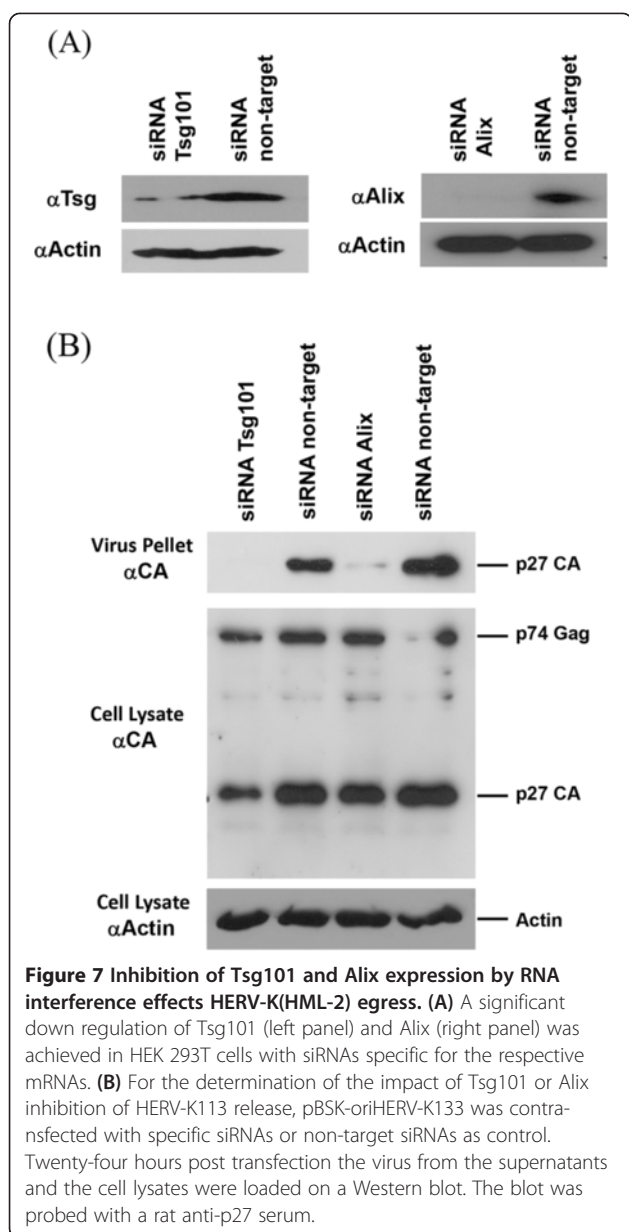 (A)
siRNA Tsg101
siRNA non-target
siRNA Alix
siRNA non-target
αTsg
αAlix
αActin
αActin
(B)
siRNA Tsg101
siRNA non-target
siRNA Alix
siRNA non-target
Virus Pellet
αCA
p27 CA
p74 Gag
Cell Lysate
αCA
p27 CA
Cell Lysate
αActin
Actin
Figure 7 Inhibition of Tsg101 and Alix expression by RNA
interference effects HERV-K(HML-2) egress. (A) A significant
down regulation of Tsg101 (left panel) and Alix (right panel) was
achieved in HEK 293T cells with siRNAs specific for the respective
mRNAs. (B) For the determination of the impact of Tsg101 or Alix
inhibition of HERV-K113 release, pBSK-oriHERV-K133 was contra-
nsfected with specific siRNAs or non-target siRNAs as control.
Twenty-four hours post transfection the virus from the supernatants
and the cell lysates were loaded on a Western blot. The blot was
probed with a rat anti-p27 serum.